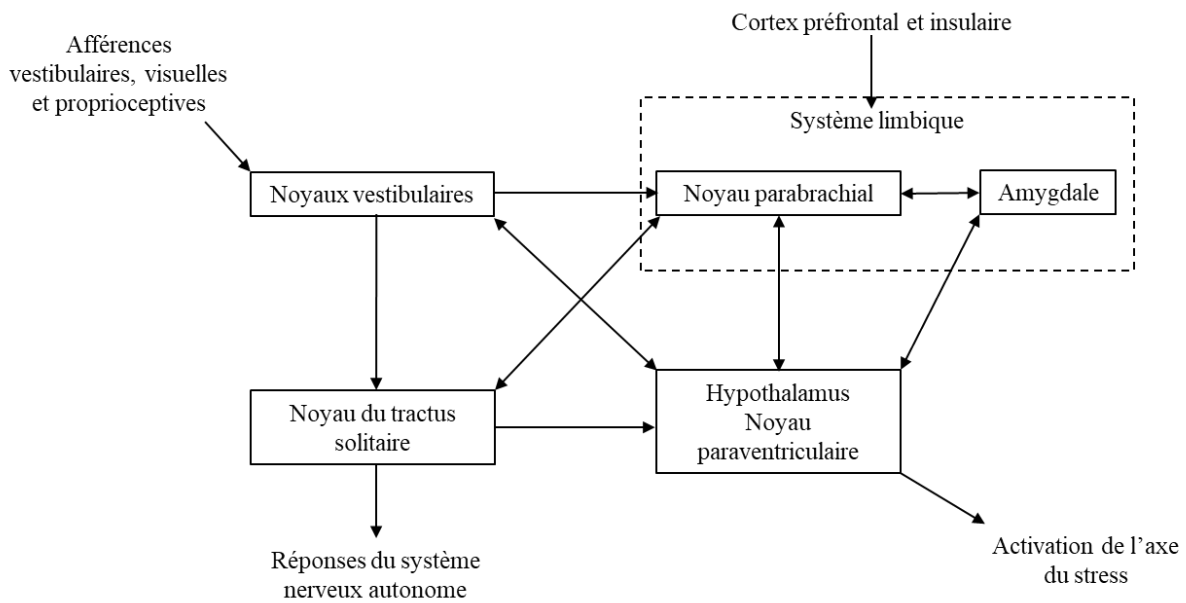 Afférences
vestibulaires, visuelles
et proprioceptives
Cortex préfrontal et insulaire
Système limbique
Noyaux vestibulaires
Noyau parabrachial
Amygdale
Noyau du tractus
solitaire
Hypothalamus
Noyau
paraventriculaire
Réponses du système
nerveux autonome
Activation de l’axe
du stress